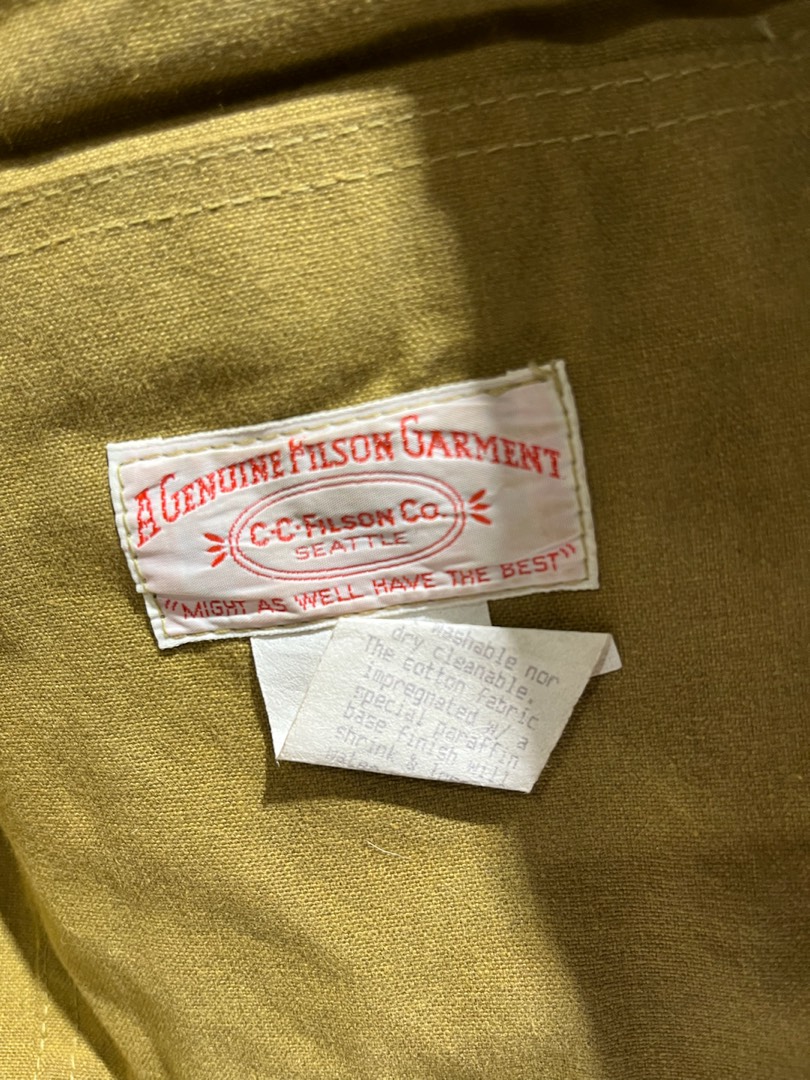 A GENUINE FILSON GARMENT
C·C·FILSON CO.
SEATTLE
"MIGHT AS WELL HAVE THE BEST"
washable nor
dry cleanable.
The cotton fabric
impregnated w/ a
special paraffin
base finish will
shrink &